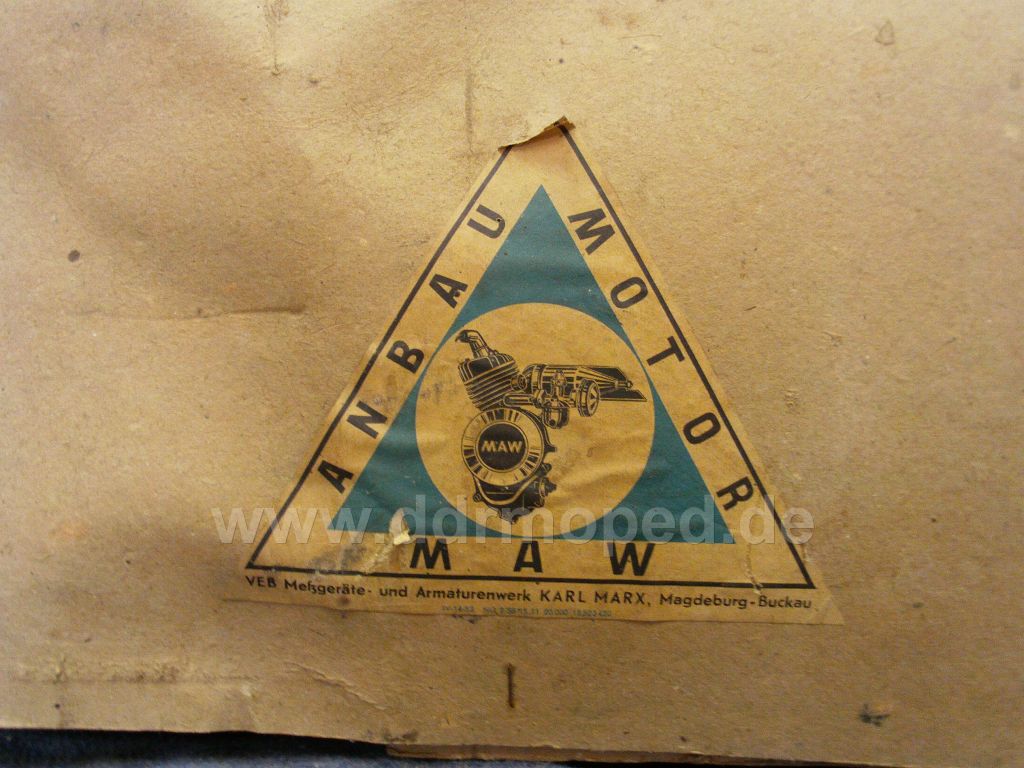 ANBAU
MOTOR
MAW
MAW
VEB Meßgeräte- und Armaturenwerk KARL MARX, Magdeburg-Buckau
www.ddrmoped.de